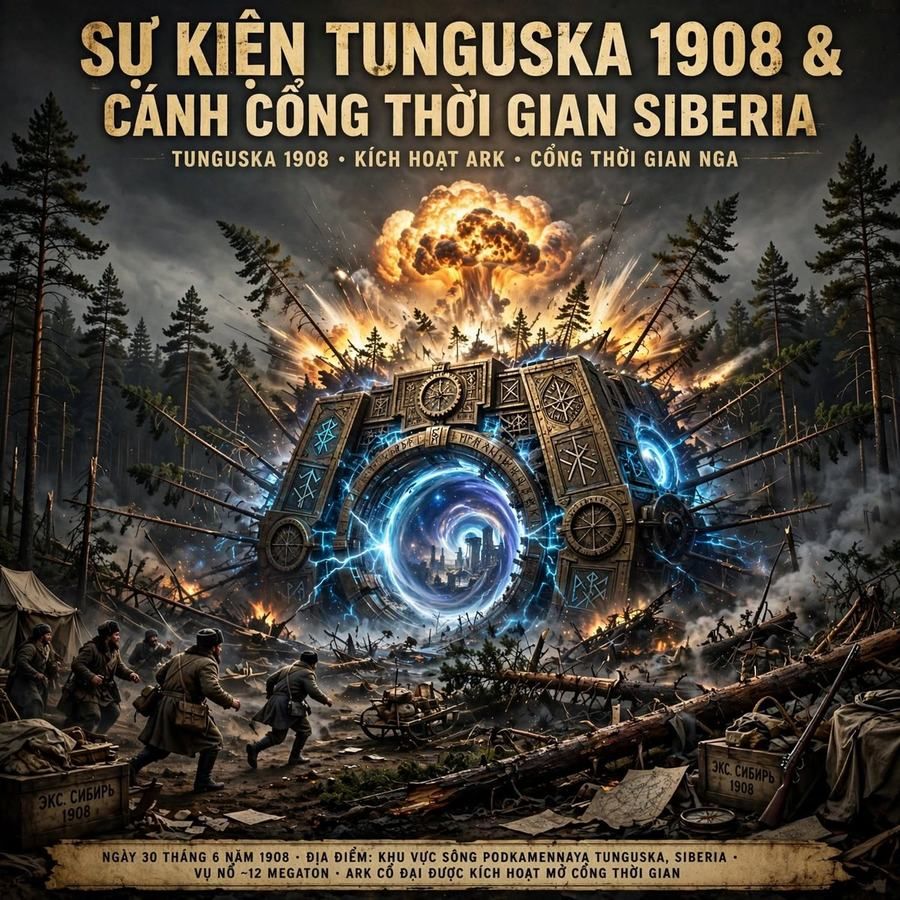 SỰ KIỆN TUNGUSKA 1908 &
CÁNH CỔNG THỜI GIAN SIBERIA
TUNGUSKA 1908 • KÍCH HOẠT ARK • CỔNG THỜI GIAN NGA
ЭКС. СИБИРЬ
1908
ЭКС. СИБИРЬ
1908
NGÀY 30 THÁNG 6 NĂM 1908 • ĐỊA ĐIỂM: KHU VỰC SÔNG PODKAMENNAYA TUNGUSKA, SIBERIA •
VỤ NỔ ~12 MEGATON • ARK CỔ ĐẠI ĐƯỢC KÍCH HOẠT MỞ CỔNG THỜI GIAN